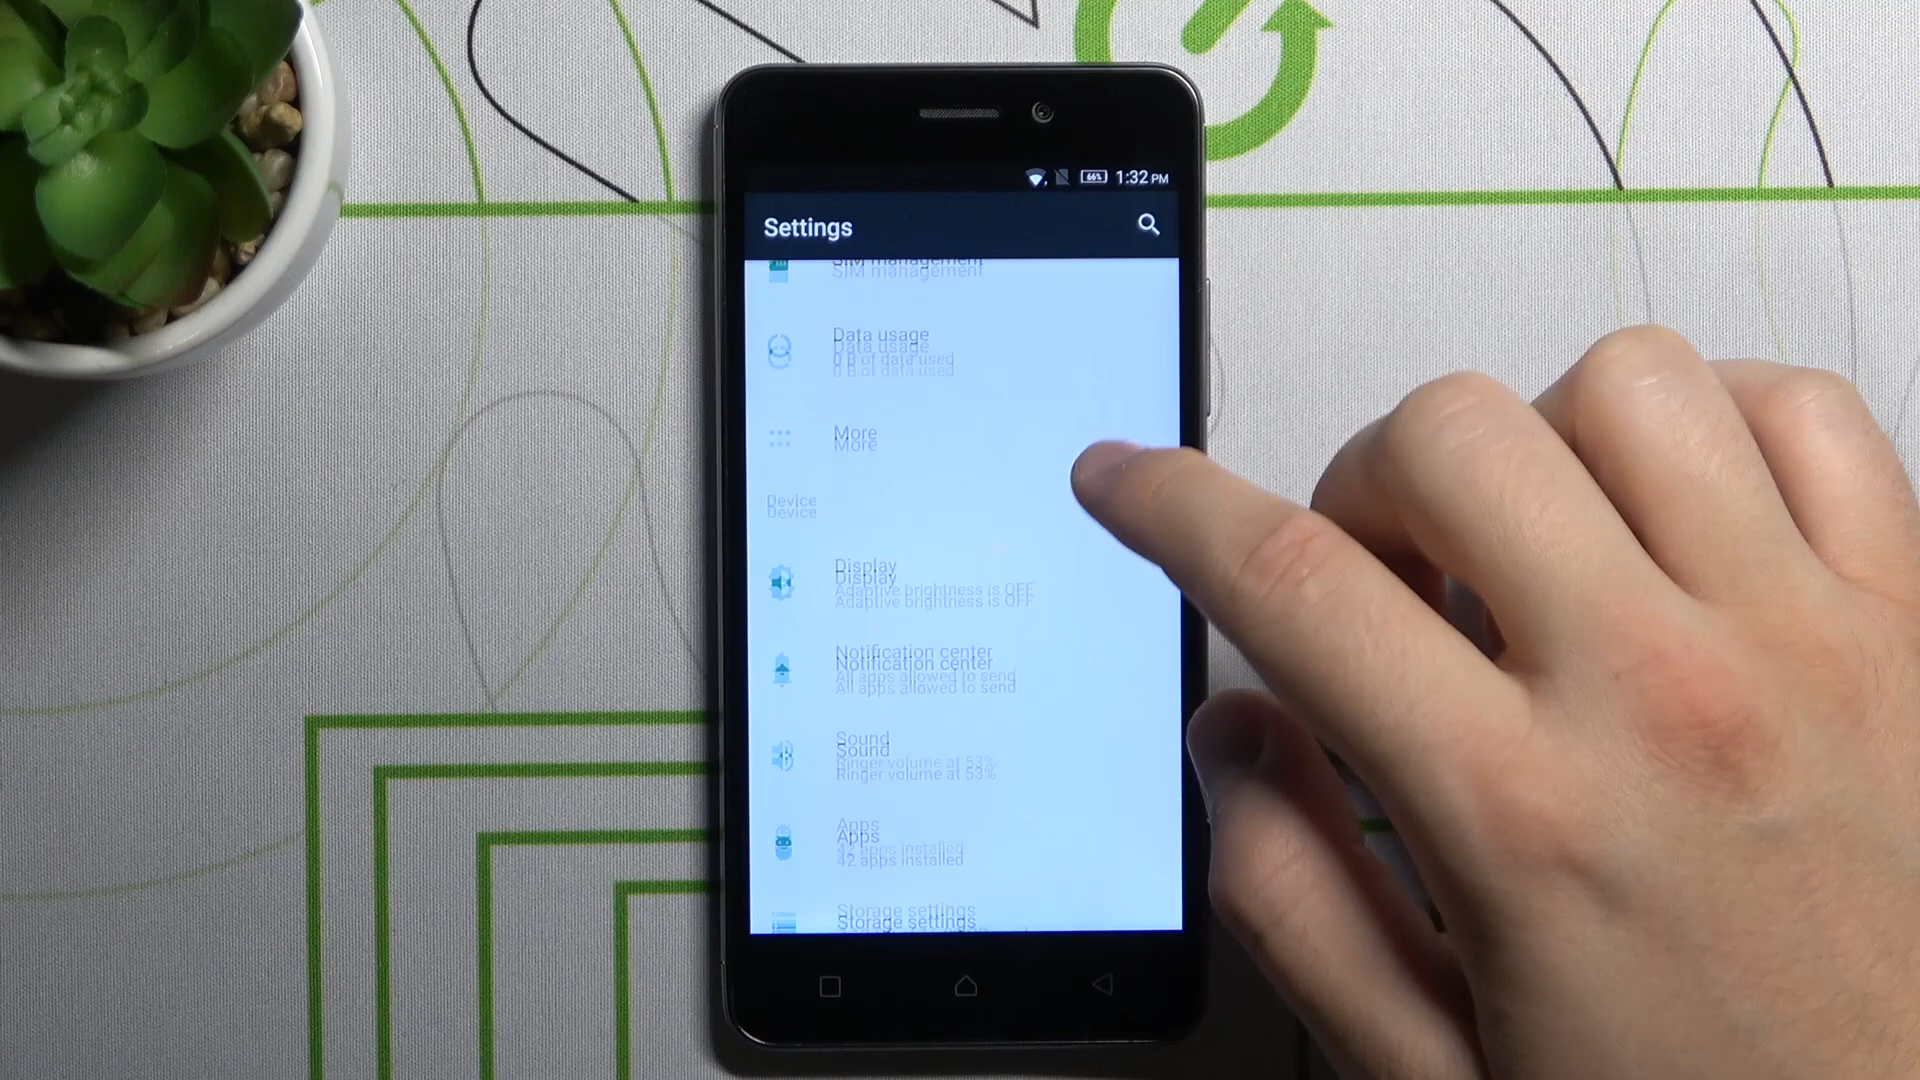 66% 1:32 PM
Settings
SIM management
Data usage
0 B of data used
More
Device
Display
Adaptive brightness is OFF
Notification center
All apps allowed to send
Sound
Ringer volume at 53%
Apps
42 apps installed
Storage settings